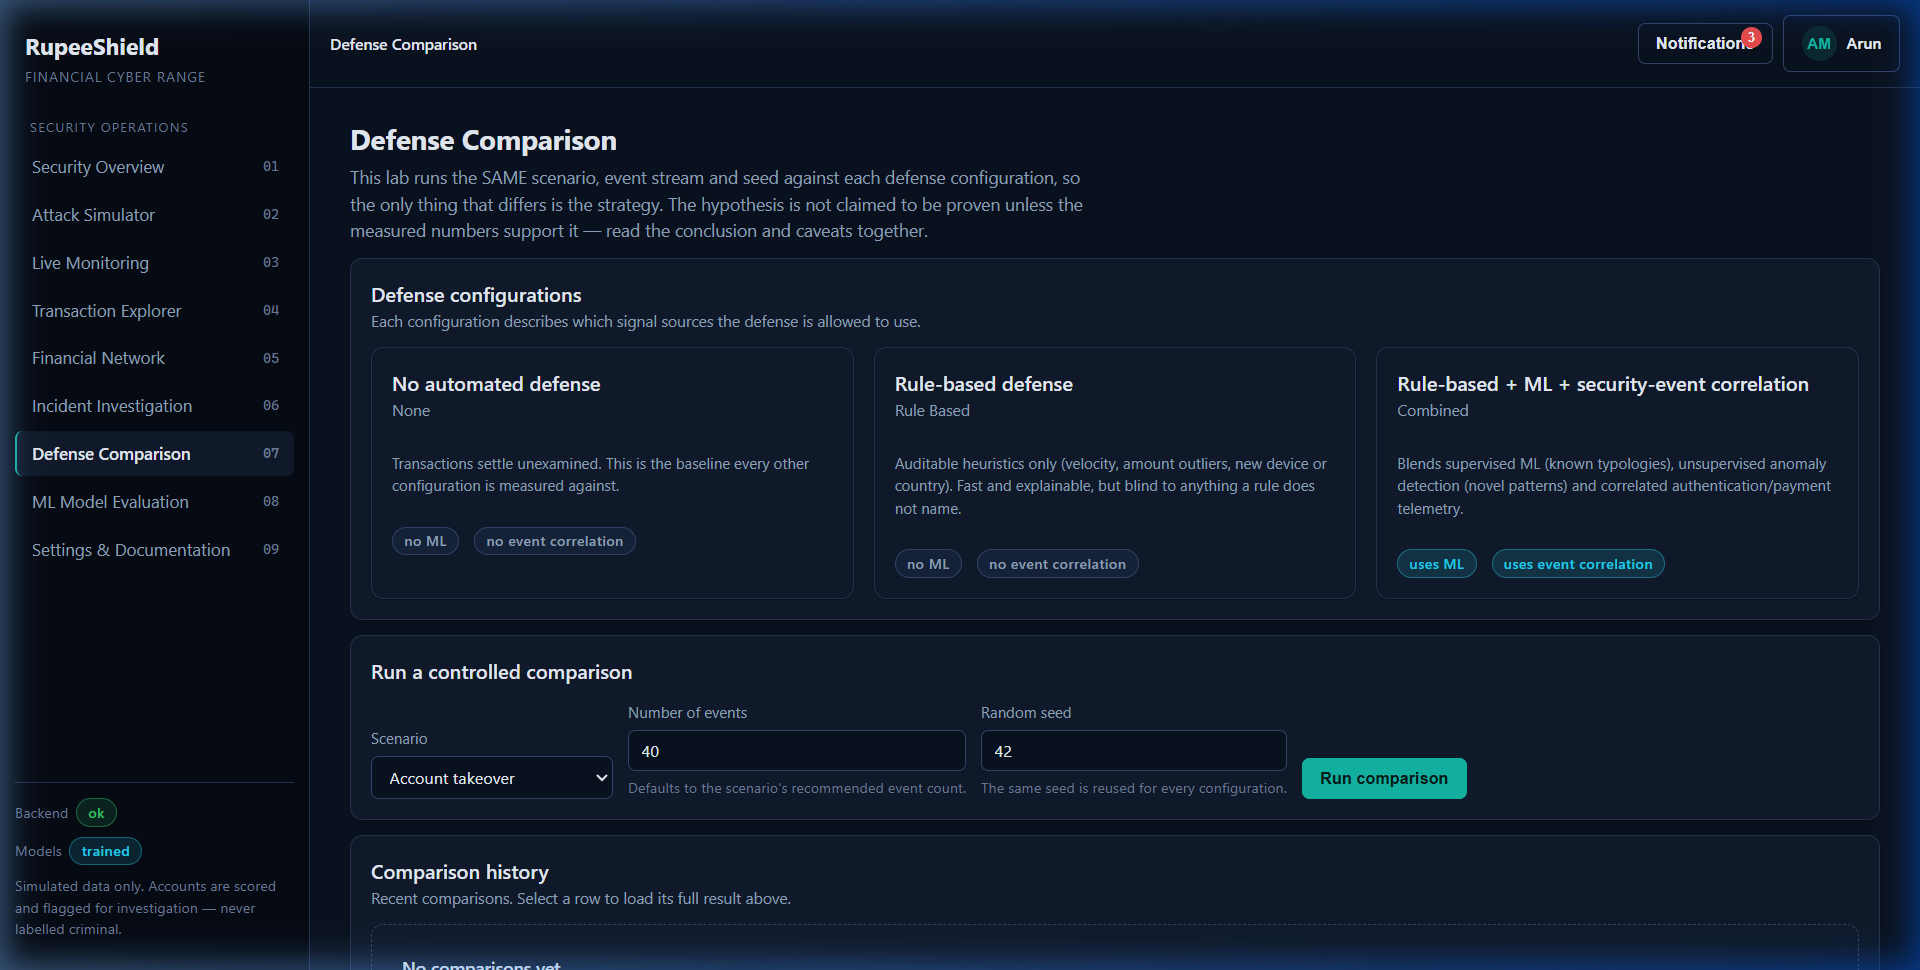 RupeeShield
FINANCIAL CYBER RANGE
SECURITY OPERATIONS
Security Overview 01
Attack Simulator 02
Live Monitoring 03
Transaction Explorer 04
Financial Network 05
Incident Investigation 06
Defense Comparison 07
ML Model Evaluation 08
Settings & Documentation 09
Backend ok
Models trained
Simulated data only. Accounts are scored
and flagged for investigation — never
labelled criminal.
Defense Comparison
Notifications 3
AM Arun
Defense Comparison
This lab runs the SAME scenario, event stream and seed against each defense configuration, so
the only thing that differs is the strategy. The hypothesis is not claimed to be proven unless the
measured numbers support it — read the conclusion and caveats together.
Defense configurations
Each configuration describes which signal sources the defense is allowed to use.
No automated defense
None
Transactions settle unexamined. This is the baseline every other
configuration is measured against.
no ML no event correlation
Rule-based defense
Rule Based
Auditable heuristics only (velocity, amount outliers, new device or
country). Fast and explainable, but blind to anything a rule does
not name.
no ML no event correlation
Rule-based + ML + security-event correlation
Combined
Blends supervised ML (known typologies), unsupervised anomaly
detection (novel patterns) and correlated authentication/payment
telemetry.
uses ML uses event correlation
Run a controlled comparison
Scenario
Account takeover
Number of events
40
Defaults to the scenario's recommended event count.
Random seed
42
The same seed is reused for every configuration.
Run comparison
Comparison history
Recent comparisons. Select a row to load its full result above.
No comparisons yet